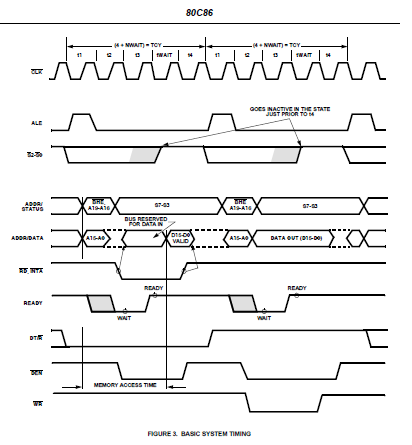 80C86
(4 + NWAIT) = TCY (4 + NWAIT) = TCY
t1 t2 t3 tWAIT t4 t1 t2 t3 tWAIT t4
CLK
GOES INACTIVE IN THE STATE
JUST PRIOR TO t4
ALE
S2-S0
ADDR/
STATUS
BHE
A19-A16
S7-S3
BHE
A19-A16
S7-S3
BUS RESERVED
FOR DATA IN
ADDR/DATA
A15-A0
D15-D0
VALID
A15-A0
DATA OUT (D15-D0)
RD, INTA
READY READY
READY
WAIT WAIT
DT/R
DEN
MEMORY ACCESS TIME
WR
FIGURE 3. BASIC SYSTEM TIMING